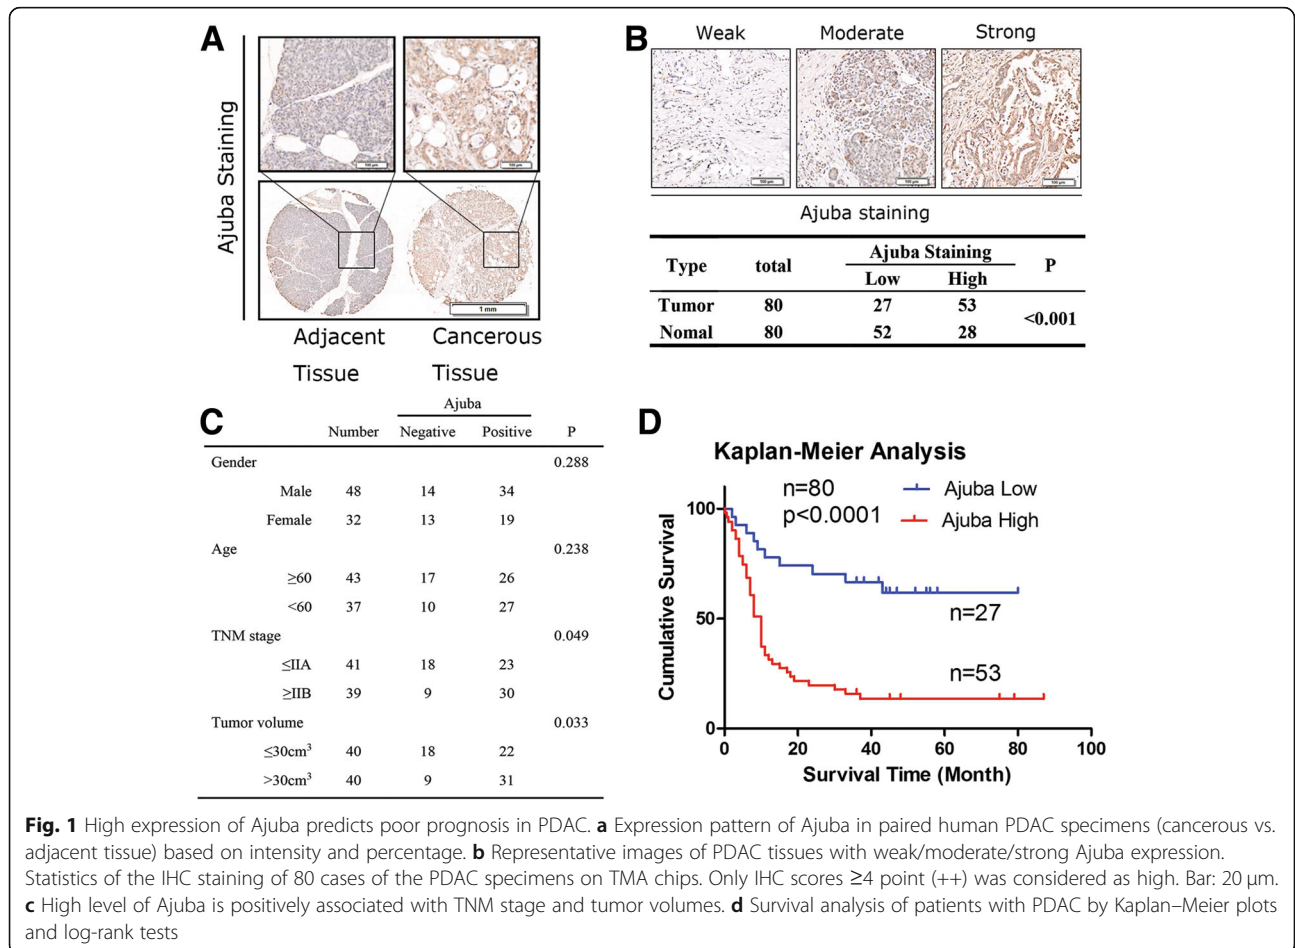 A
Ajuba Staining
100 µm
100 µm
1 mm
Adjacent Tissue
Cancerous Tissue
B
Weak Moderate Strong
100 µm
100 µm
100 µm
Ajuba staining
Type total Ajuba Staining P
Low High
Tumor 80 27 53 <0.001
Nomal 80 52 28
C
Ajuba
Number Negative Positive P
Gender 0.288
Male 48 14 34
Female 32 13 19
Age 0.238
≥60 43 17 26
<60 37 10 27
TNM stage 0.049
≤IIA 41 18 23
≥IIB 39 9 30
Tumor volume 0.033
≤30cm³ 40 18 22
>30cm³ 40 9 31
D
Kaplan-Meier Analysis
n=80
p<0.0001
Ajuba Low
Ajuba High
Cumulative Survival
100
50
0
n=27
n=53
0 20 40 60 80 100
Survival Time (Month)
Fig. 1 High expression of Ajuba predicts poor prognosis in PDAC. a Expression pattern of Ajuba in paired human PDAC specimens (cancerous vs.
adjacent tissue) based on intensity and percentage. b Representative images of PDAC tissues with weak/moderate/strong Ajuba expression.
Statistics of the IHC staining of 80 cases of the PDAC specimens on TMA chips. Only IHC scores ≥4 point (++) was considered as high. Bar: 20 μm.
c High level of Ajuba is positively associated with TNM stage and tumor volumes. d Survival analysis of patients with PDAC by Kaplan–Meier plots
and log-rank tests